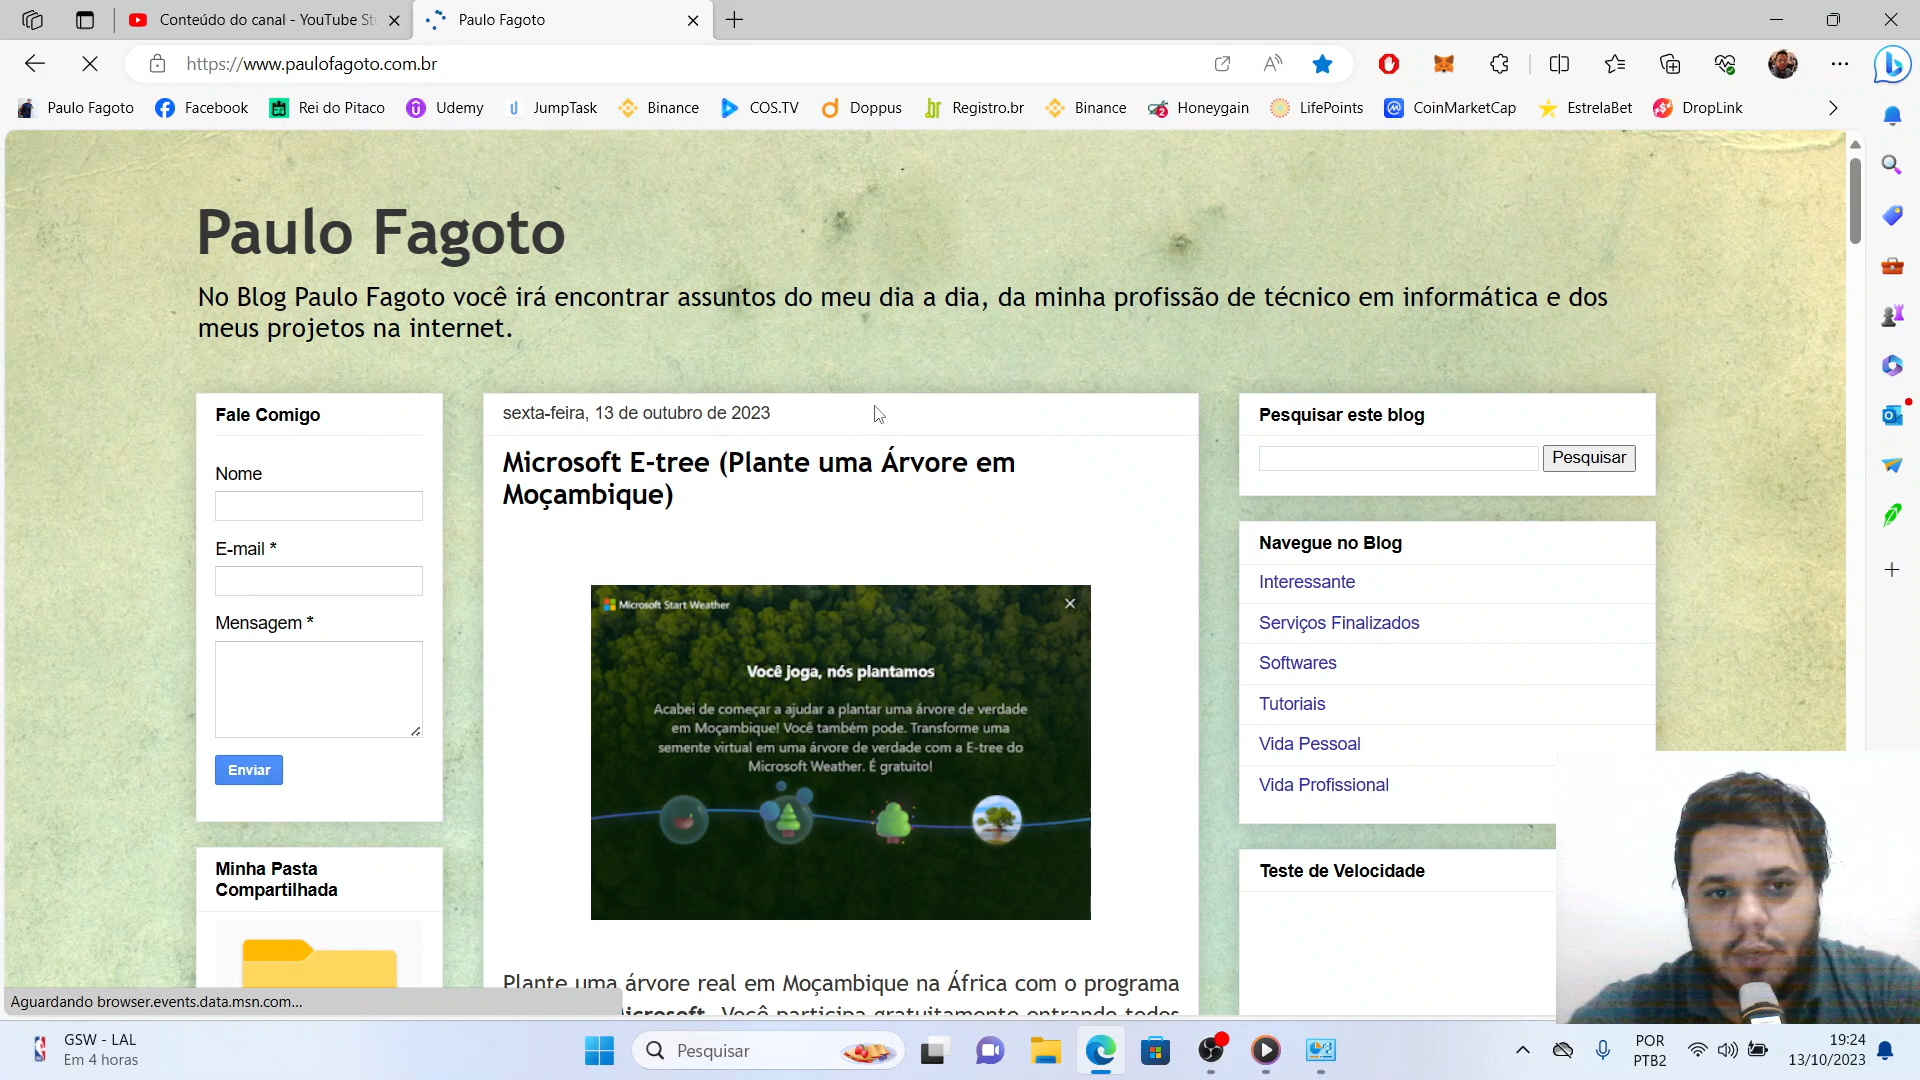 Conteúdo do canal - YouTube St
Paulo Fagoto
https://www.paulofagoto.com.br
Paulo Fagoto
Facebook
Rei do Pitaco
Udemy
JumpTask
Binance
COS.TV
Doppus
Registro.br
Binance
Honeygain
LifePoints
CoinMarketCap
EstrelaBet
DropLink
Paulo Fagoto
No Blog Paulo Fagoto você irá encontrar assuntos do meu dia a dia, da minha profissão de técnico em informática e dos
meus projetos na internet.
Fale Comigo
Nome
E-mail *
Mensagem *
Enviar
Minha Pasta
Compartilhada
sexta-feira, 13 de outubro de 2023
Microsoft E-tree (Plante uma Árvore em
Moçambique)
Microsoft Start Weather
Você joga, nós plantamos
Acabei de começar a ajudar a plantar uma árvore de verdade
em Moçambique! Você também pode. Transforme uma
semente virtual em uma árvore de verdade com a E-tree do
Microsoft Weather. É gratuito!
Plante uma árvore real em Moçambique na África com o programa
Microsoft. Você participa gratuitamente entrando todos
Pesquisar este blog
Pesquisar
Navegue no Blog
Interessante
Serviços Finalizados
Softwares
Tutoriais
Vida Pessoal
Vida Profissional
Teste de Velocidade
Aguardando browser.events.data.msn.com...
GSW - LAL
Em 4 horas
Pesquisar
POR
PTB2
19:24
13/10/2023